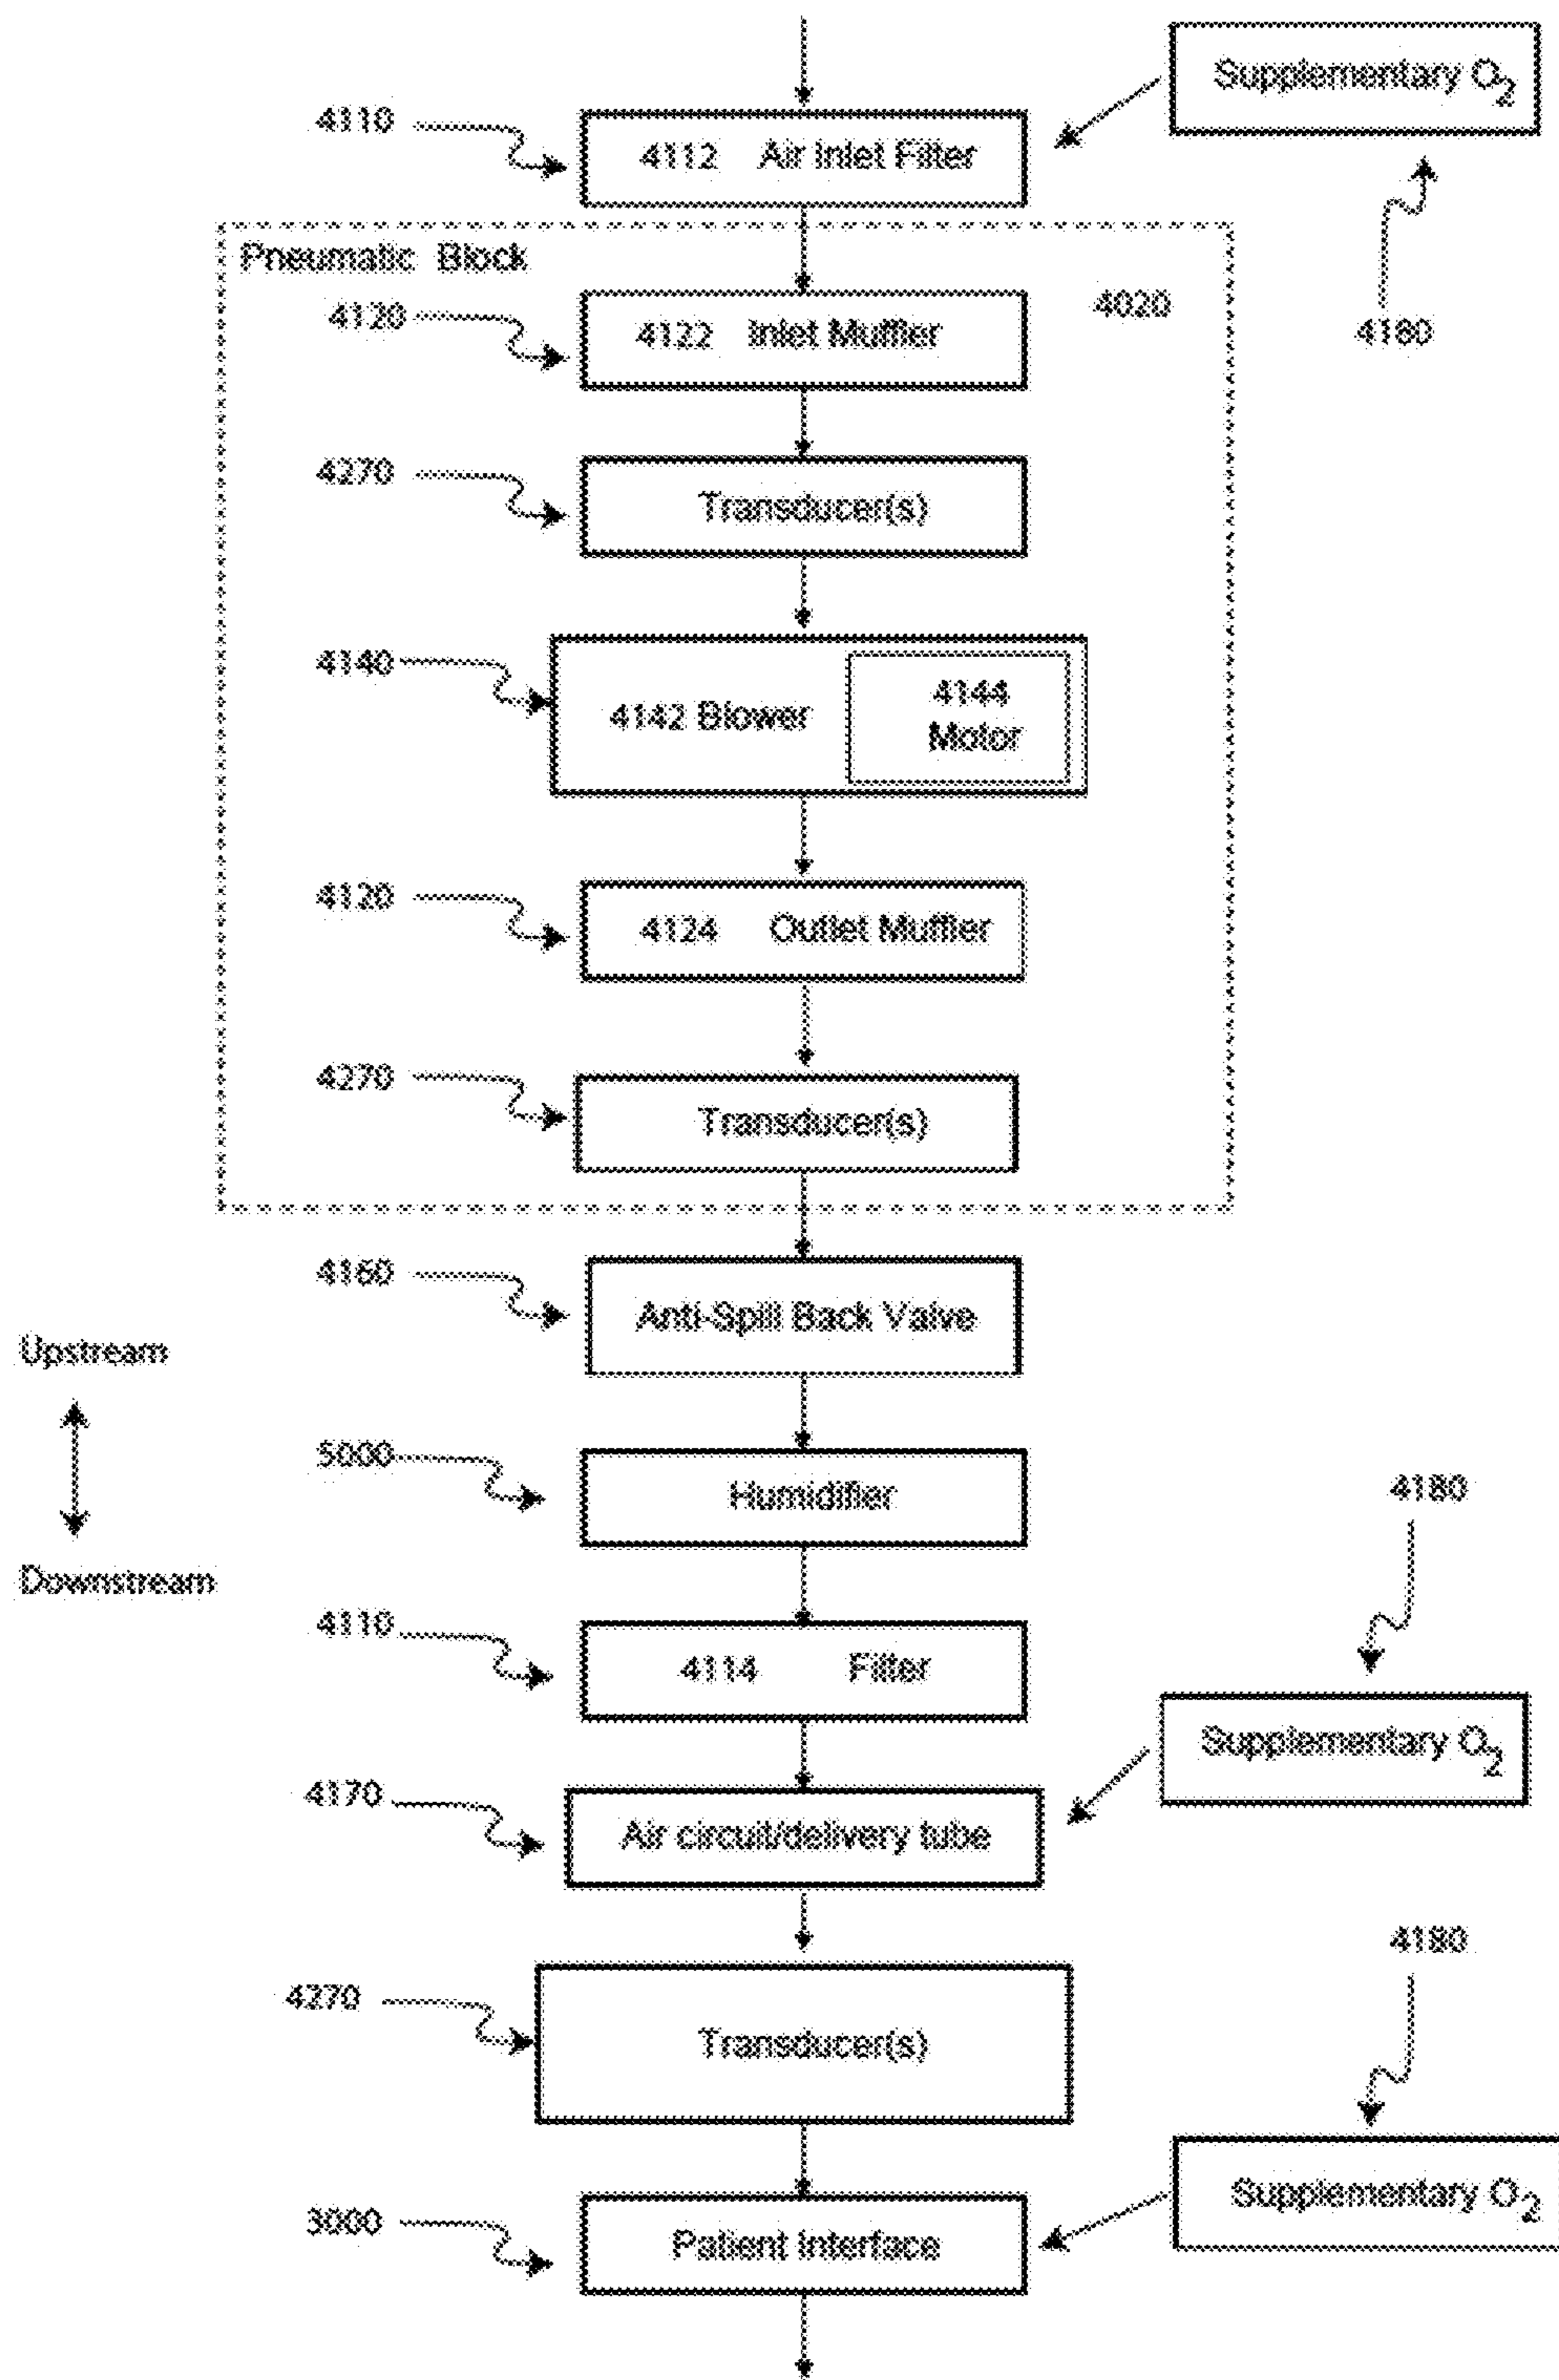 Supplementary O2
4110
4112 Air Inlet Filter
Pneumatic Block
4020
4180
4120
4122 Inlet Muffler
4270
Transducer(s)
4140
4142 Blower
4144
Motor
4120
4124 Outlet Muffler
4270
Transducer(s)
4160
Anti-Spill Back Valve
Upstream
Downstream
5000
Humidifier
4180
4110
4114 Filter
Supplementary O2
4170
Air circuit/delivery tube
4180
4270
Transducer(s)
Supplementary O2
3000
Patient Interface